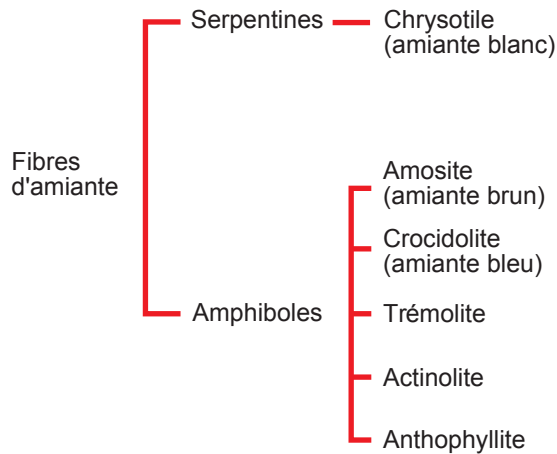 Fibres
d'amiante
Serpentines
Chrysotile
(amiante blanc)
Amphiboles
Amosite
(amiante brun)
Crocidolite
(amiante bleu)
Trémolite
Actinolite
Anthophyllite